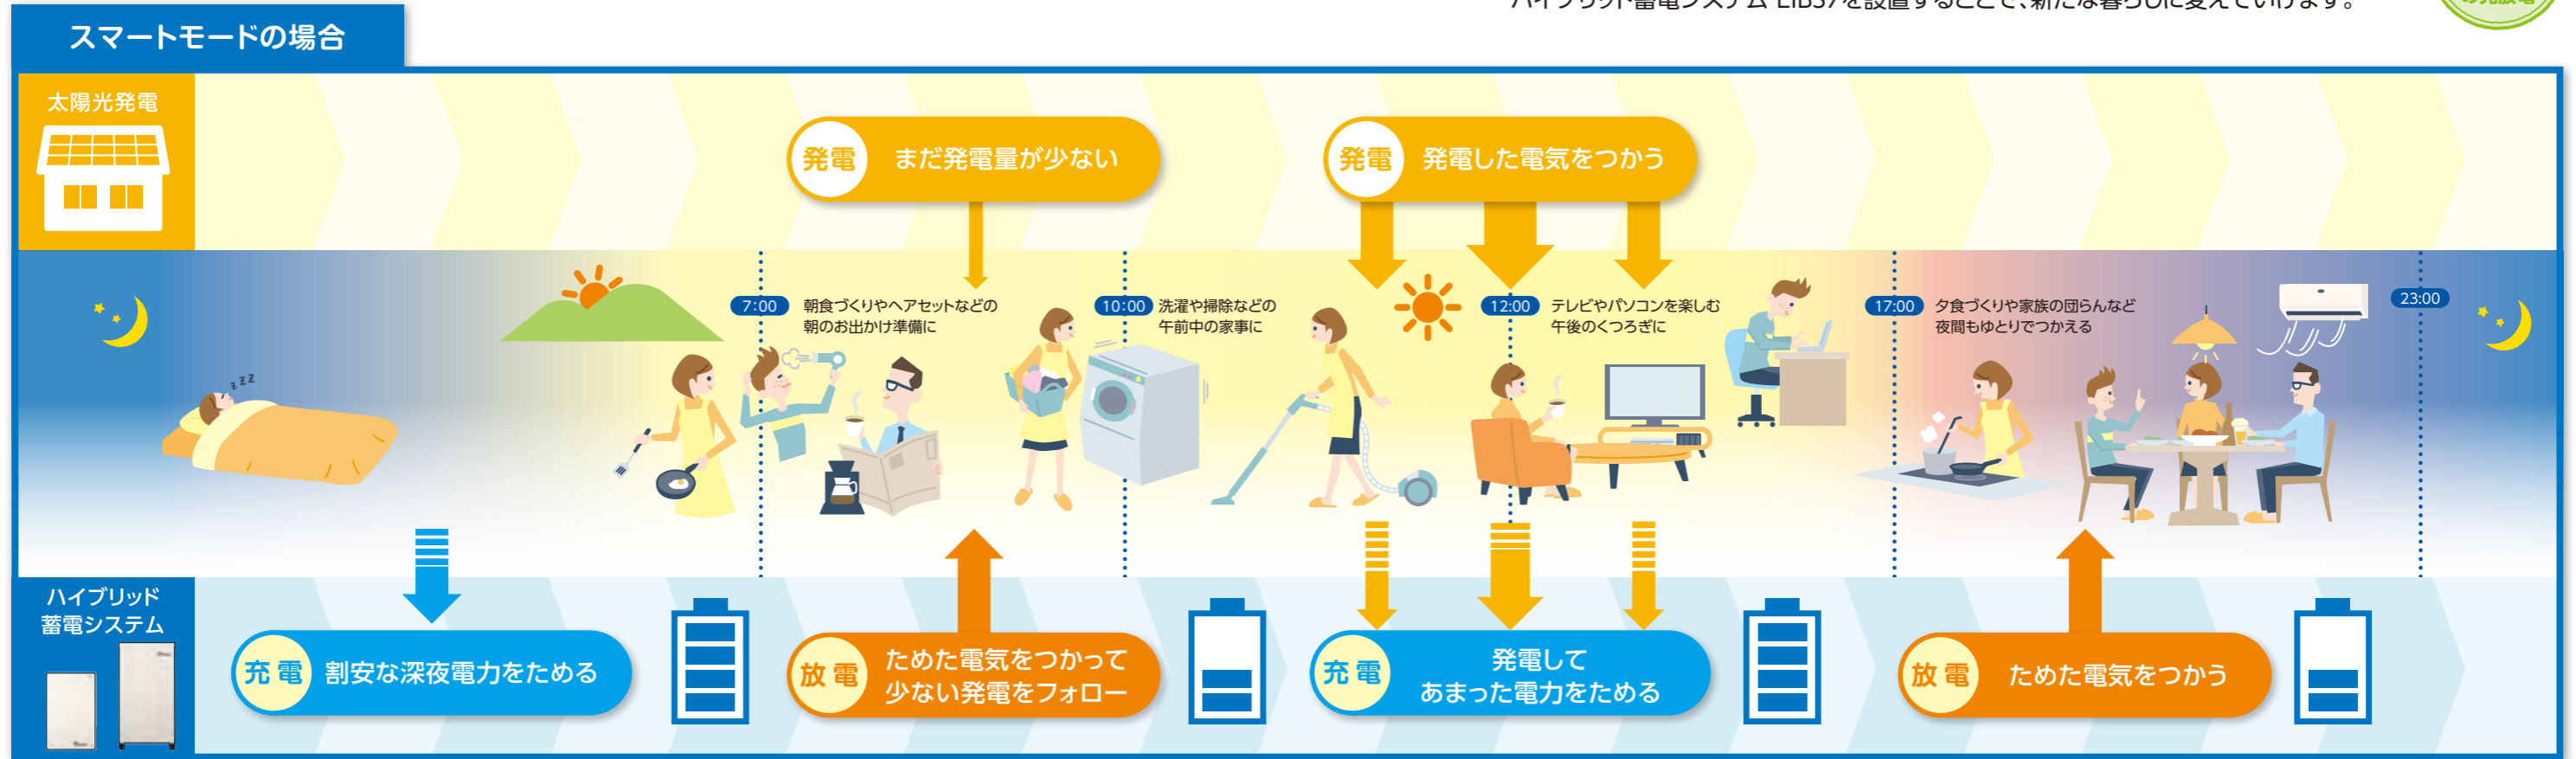 スマートモードの場合
太陽光発電
発電 まだ発電量が少ない
発電 発電した電気をつかう
7:00 朝食づくりやヘアセットなどの
朝のお出かけ準備に
10:00 洗濯や掃除などの
午前中の家事に
12:00 テレビやパソコンを楽しむ
午後のくつろぎに
17:00 夕食づくりや家族の団らんなど
夜間もゆとりでつかえる
23:00
zzz
ハイブリッド
蓄電システム
充電 割安な深夜電力をためる
放電 ためた電気をつかって
少ない発電をフォロー
充電 発電して
あまった電力をためる
放電 ためた電気をつかう